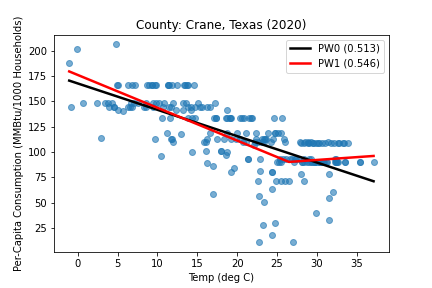 County: Crane, Texas (2020)
PW0 (0.513)
PW1 (0.546)
Per-Capita Consumption (MMBtu/1000 Households)
200
175
150
125
100
75
50
25
0 5 10 15 20 25 30 35
Temp (deg C)